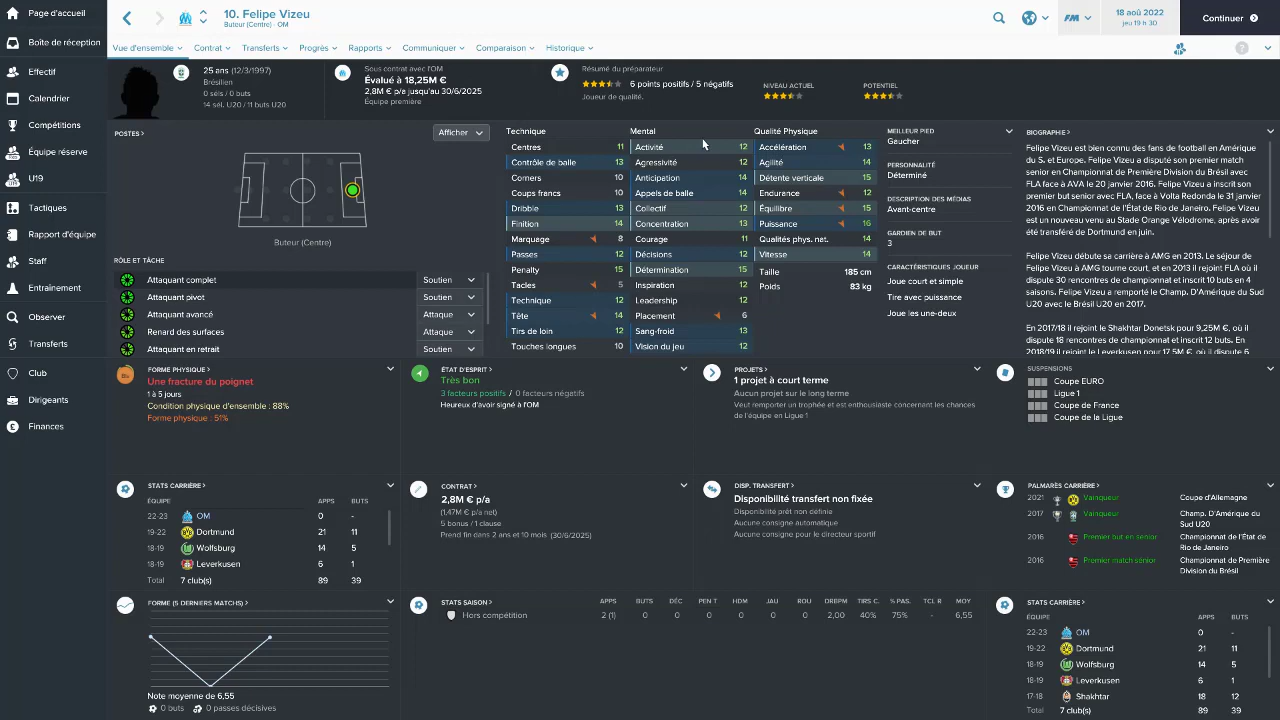 Page d'accueil
Boîte de réception
Effectif
Calendrier
Compétitions
Équipe réserve
U19
Tactiques
Rapport d'équipe
Staff
Entrainement
Observer
Transferts
Club
Dirigeants
Finances
10. Felipe Vizeu
Buteur (Centre) - OM
FM
18 aoû 2022
jeu 19 h 30
Continuer
Vue d'ensemble
Contrat
Transferts
Progrès
Rapports
Communiquer
Comparaison
Historique
25 ans (12/3/1997)
Brésilien
0 séls / 0 buts
14 sél. U20 / 11 buts U20
Sous contrat avec l'OM
Évalué à 18,25M €
2,8M € p/a jusqu'au 30/6/2025
Équipe première
Résumé du préparateur
6 points positifs / 5 négatifs
Joueur de qualité.
NIVEAU ACTUEL
POTENTIEL
POSTES >
Afficher
Buteur (Centre)
RÔLE ET TÂCHE
Attaquant complet Soutien
Attaquant pivot Soutien
Attaquant avancé Attaque
Renard des surfaces Attaque
Attaquant en retrait Soutien
Technique
Centres 11
Contrôle de balle 13
Corners 10
Coups francs 10
Dribble 13
Finition 14
Marquage 8
Passes 12
Penalty 15
Tacles 5
Technique 12
Tête 14
Tirs de loin 12
Touches longues 10
Mental
Activité 12
Agressivité 12
Anticipation 14
Appels de balle 14
Collectif 12
Concentration 13
Courage 11
Décisions 12
Détermination 15
Inspiration 12
Leadership 12
Placement 6
Sang-froid 13
Vision du jeu 12
Qualité Physique
Accélération 13
Agilité 14
Détente verticale 15
Endurance 12
Équilibre 15
Puissance 16
Qualités phys. nat. 14
Vitesse 14
Taille 185 cm
Poids 83 kg
MEILLEUR PIED
Gaucher
PERSONNALITÉ
Déterminé
DESCRIPTION DES MÉDIAS
Avant-centre
GARDIEN DE BUT
3
CARACTÉRISTIQUES JOUEUR
Joue court et simple
Tire avec puissance
Joue les une-deux
BIOGRAPHIE >
Felipe Vizeu est bien connu des fans de football en Amérique
du S. et Europe. Felipe Vizeu a disputé son premier match
senior en Championnat de Première Division du Brésil avec
FLA face à AVA le 20 janvier 2016. Felipe Vizeu a inscrit son
premier but senior avec FLA, face à Volta Redonda le 31 janvier
2016 en Championnat de l'État de Rio de Janeiro. Felipe Vizeu
est un nouveau venu au Stade Orange Vélodrome, après avoir
été transféré de Dortmund en juin.
Felipe Vizeu débute sa carrière à AMG en 2013. Le séjour de
Felipe Vizeu à AMG tourne court, et en 2013 il rejoint FLA où il
dispute 30 rencontres et inscrit 10 buts en 4
saisons. Felipe Vizeu a remporté le Champ. D'Amérique du Sud
U20 avec le Brésil U20 en 2017.
En 2017/18 il rejoint le Shakhtar Donetsk pour 9,25M €, où il
dispute 18 rencontres et inscrit 12 buts. En
2018/19 il rejoint le Leverkusen pour 17,5M €, où il dispute 6
FORME PHYSIQUE >
Une fracture du poignet
1 à 5 jours
Condition physique d'ensemble : 88%
Forme physique : 51%
ÉTAT D'ESPRIT >
Très bon
3 facteurs positifs / 0 facteurs négatifs
Heureux d'avoir signé à l'OM
PROJETS >
1 projet à court terme
Aucun projet sur le long terme
Veut remporter un trophée et est enthousiaste concernant les chances
de l'équipe en Ligue 1
SUSPENSIONS
Coupe EURO
Ligue 1
Coupe de France
Coupe de la Ligue
STATS CARRIÈRE >
ÉQUIPE APPS BUTS
22-23 OM 0 -
19-22 Dortmund 21 11
18-19 Wolfsburg 14 5
18-19 Leverkusen 6 1
Total 7 club(s) 89 39
CONTRAT >
2,8M € p/a
(1,47M € p/a net)
5 bonus / 1 clause
Prend fin dans 2 ans et 10 mois (30/6/2025)
DISP. TRANSFERT >
Disponibilité transfert non fixée
Disponibilité prêt non définie
Aucune consigne automatique
Aucune consigne pour le directeur sportif
PALMARÈS CARRIÈRE >
2021 Vainqueur Coupe d'Allemagne
2017 Vainqueur Champ. D'Amérique du
Sud U20
2016 Premier but en senior Championnat de l'État de
Rio de Janeiro
2016 Premier match sénior Championnat de Première
Division du Brésil
FORME (5 DERNIERS MATCHS) >
Note moyenne de 6,55
0 buts 0 passes décisives
STATS SAISON >
APPS BUTS DÉC PEN T HDM JAU ROU DRBPM TIRS C. % PAS. TCL R MOY
Hors compétition 2 (1) 0 0 0 0 0 0 2,00 40% 75% - 6,55
STATS CARRIÈRE >
ÉQUIPE APPS BUTS
22-23 OM 0 -
19-22 Dortmund 21 11
18-19 Wolfsburg 14 5
18-19 Leverkusen 6 1
17-18 Shakhtar 18 12
Total 7 club(s) 89 39